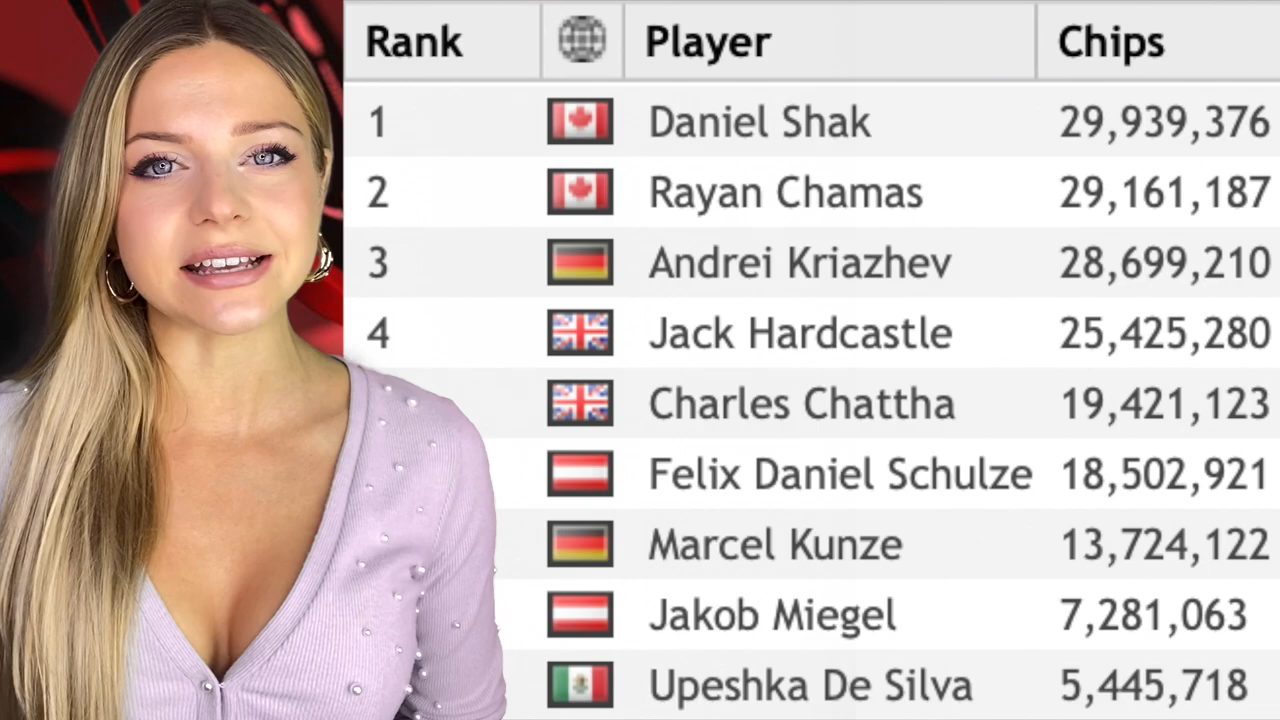 Rank Player Chips
1 Daniel Shak 29,939,376
2 Rayan Chamas 29,161,187
3 Andrei Kriazhev 28,699,210
4 Jack Hardcastle 25,425,280
Charles Chattha 19,421,123
Felix Daniel Schulze 18,502,921
Marcel Kunze 13,724,122
Jakob Miegel 7,281,063
Upeshka De Silva 5,445,718